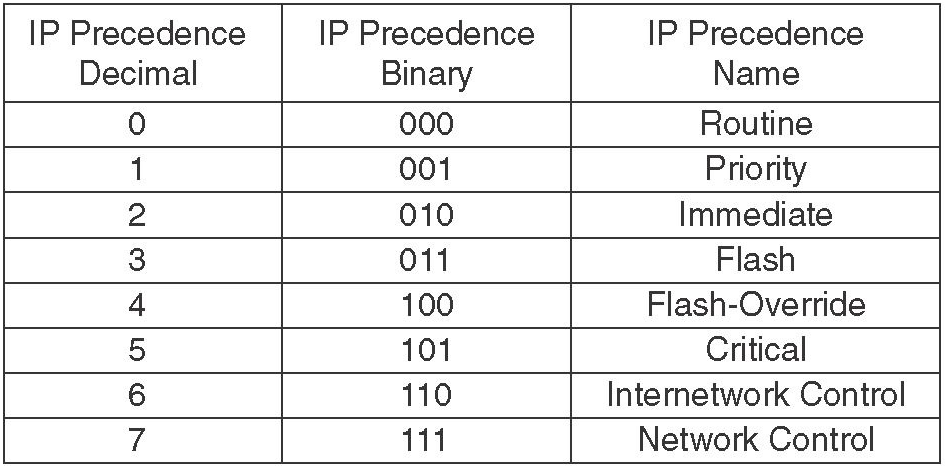 IP Precedence Decimal IP Precedence Binary IP Precedence Name
0 000 Routine
1 001 Priority
2 010 Immediate
3 011 Flash
4 100 Flash-Override
5 101 Critical
6 110 Internetwork Control
7 111 Network Control